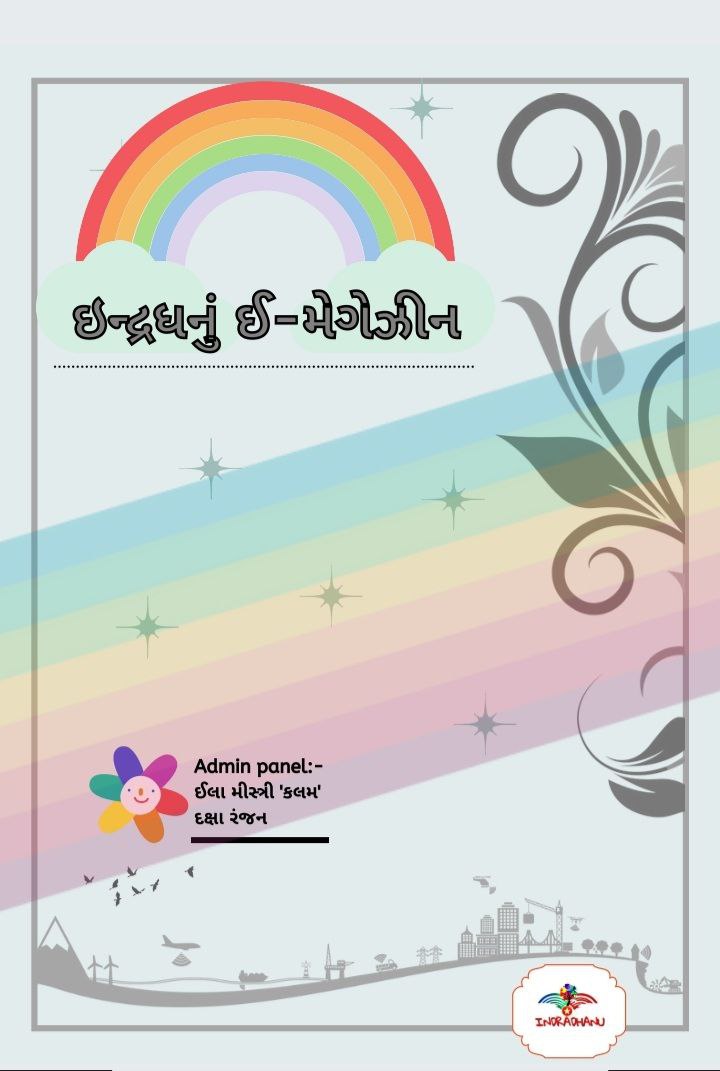 ઇન્દ્રધનું ઈ-મેગેઝીન
Admin panel:-
ઈલા મીસ્ત્રી 'કલમ'
દક્ષા રંજન
INDRADHANU